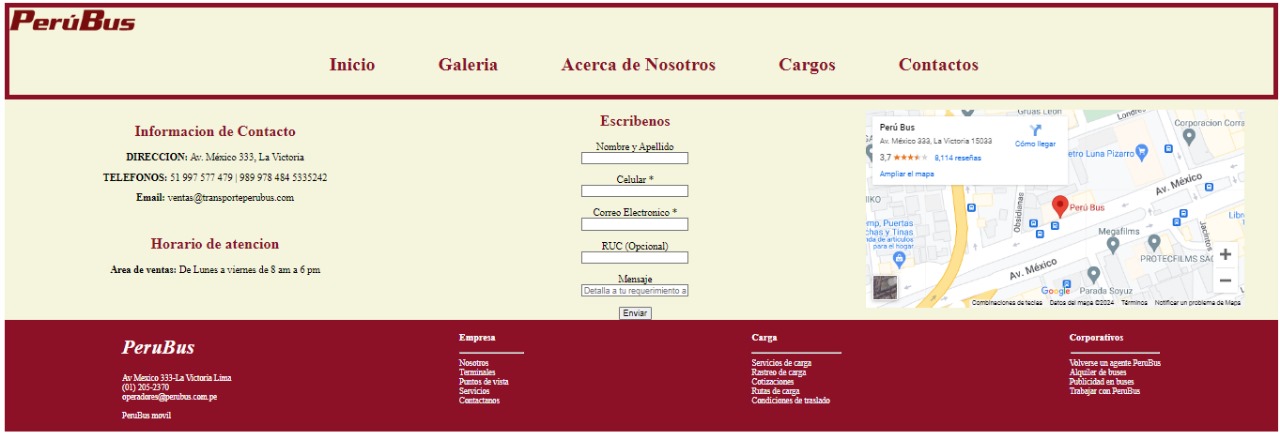 PerúBus
Inicio Galeria Acerca de Nosotros Cargos Contactos
Informacion de Contacto
DIRECCION: Av. México 333, La Victoria
TELEFONOS: 51 997 577 479 | 989 978 484 5335242
Email: ventas@transporteperubus.com
Horario de atencion
Area de ventas: De Lunes a viernes de 8 am a 6 pm
Escribenos
Nombre y Apellido
Celular *
Correo Electronico *
RUC (Opcional)
Mensaje
Detalla a tu requerimiento a
Enviar
Gruas Leon
Londres
Corporacion Corra
Perú Bus
Av. México 333, La Victoria 15033
3,7 8,114 reseñas
Ampliar el mapa
Cómo llegar
etro Luna Pizarro
Av. México
IIKO
Obsidianas
Perú Bus
Libr
mp, Puertas
chas y Tinas
nda de artículos
para el hogar
Megafilms
Jacintos
PROTECFILMS SAC
Av. México
Google
Parada Soyuz
Combinaciones de teclas Datos del mapa ©2024 Términos Notificar un problema de Maps
PeruBus
Av Mexico 333-La Victoria Lima
(01) 205-2370
operadores@perubus.com.pe
PeruBus movil
Empresa
Nosotros
Terminales
Puntos de vista
Servicios
Contactanos
Carga
Servicios de carga
Rastreo de carga
Cotizaciones
Rutas de carga
Condiciones de traslado
Corporativos
Volverse un agente PeruBus
Alquiler de buses
Publicidad en buses
Trabajar con PeruBus